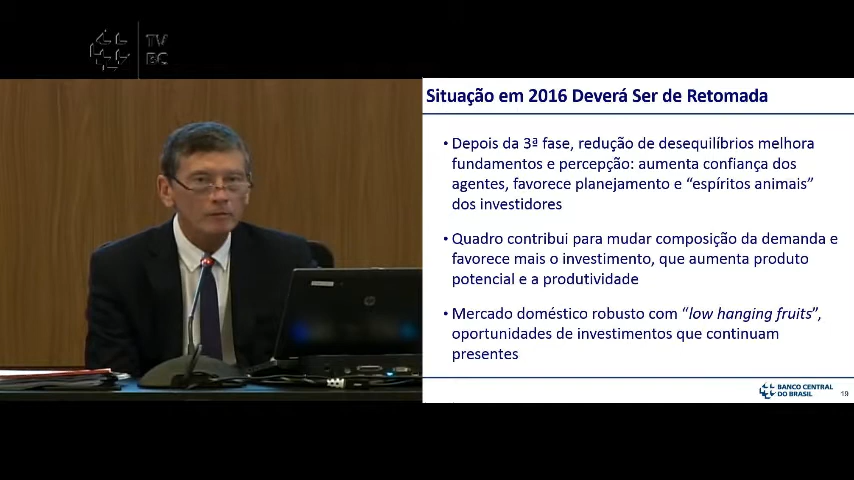 TV
BC
Situação em 2016 Deverá Ser de Retomada
• Depois da 3ª fase, redução de desequilíbrios melhora
fundamentos e percepção: aumenta confiança dos
agentes, favorece planejamento e “espíritos animais”
dos investidores
• Quadro contribui para mudar composição da demanda e
favorece mais o investimento, que aumenta produto
potencial e a produtividade
• Mercado doméstico robusto com “low hanging fruits”,
oportunidades de investimentos que continuam
presentes
BANCO CENTRAL
DO BRASIL
19